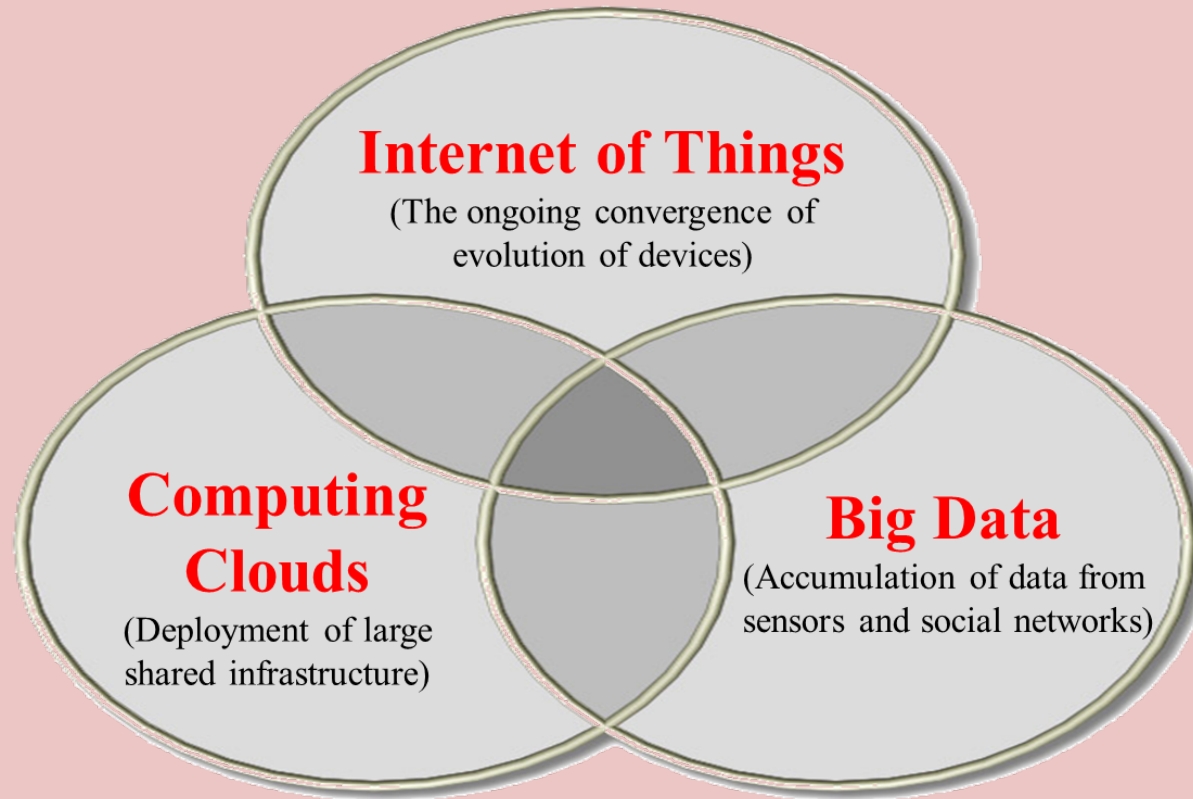 Internet of Things
(The ongoing convergence of
evolution of devices)
Computing
Clouds
(Deployment of large
shared infrastructure)
Big Data
(Accumulation of data from
sensors and social networks)